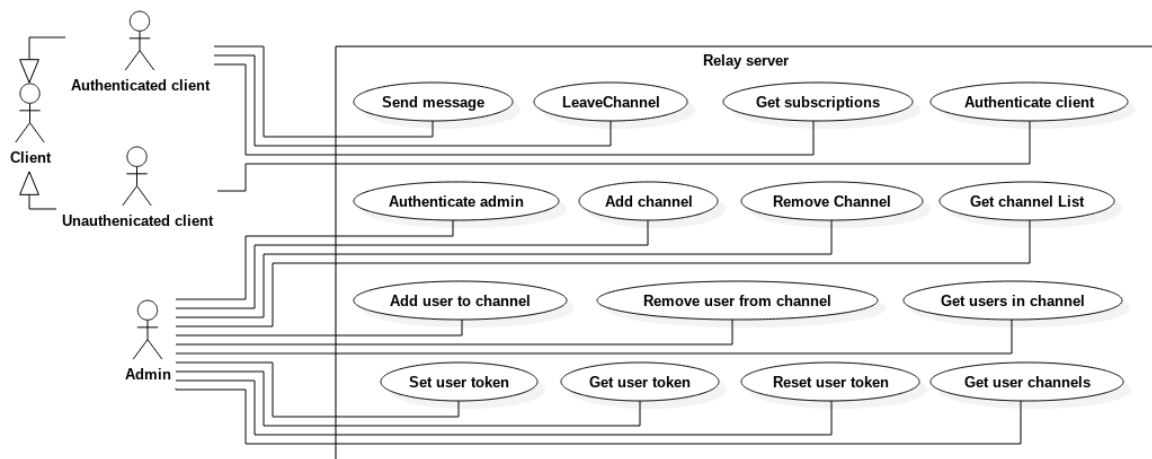 Relay server
Authenticated client
Send message
LeaveChannel
Get subscriptions
Authenticate client
Client
Unauthenicated client
Authenticate admin
Add channel
Remove Channel
Get channel List
Add user to channel
Remove user from channel
Get users in channel
Admin
Set user token
Get user token
Reset user token
Get user channels